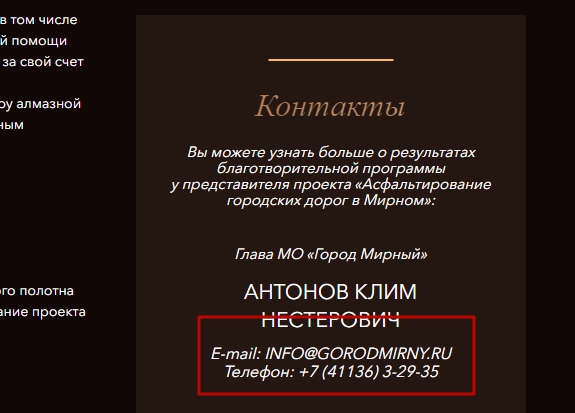 в том числе
й помощи
за свой счет
ру алмазной
ным
ого полотна
ание проекта
Контакты
Вы можете узнать больше о результатах
благотворительной программы
у представителя проекта «Асфальтирование
городских дорог в Мирном»:
Глава МО «Город Мирный»
АНТОНОВ КЛИМ
НЕСТЕРОВИЧ
E-mail: INFO@GORODMIRNY.RU
Телефон: +7 (41136) 3-29-35